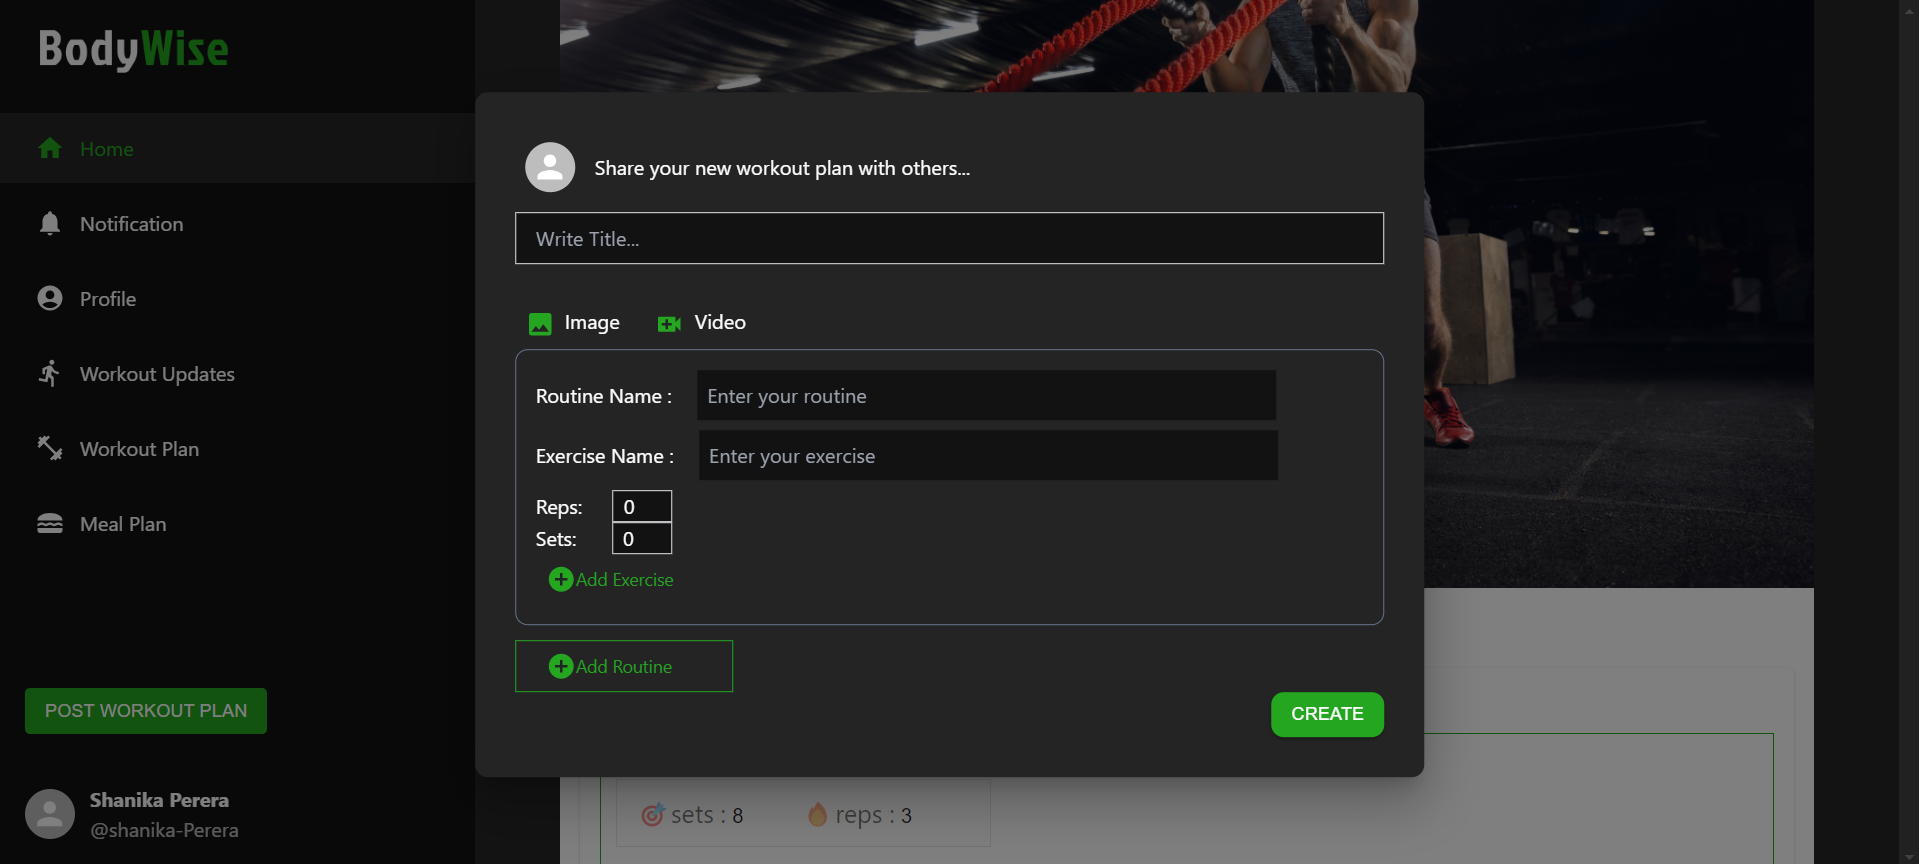 BodyWise
Home
Notification
Profile
Workout Updates
Workout Plan
Meal Plan
POST WORKOUT PLAN
Shanika Perera
@shanika-Perera
Share your new workout plan with others...
Write Title...
Image Video
Routine Name : Enter your routine
Exercise Name : Enter your exercise
Reps: 0
Sets: 0
Add Exercise
Add Routine
CREATE
sets : 8 reps : 3